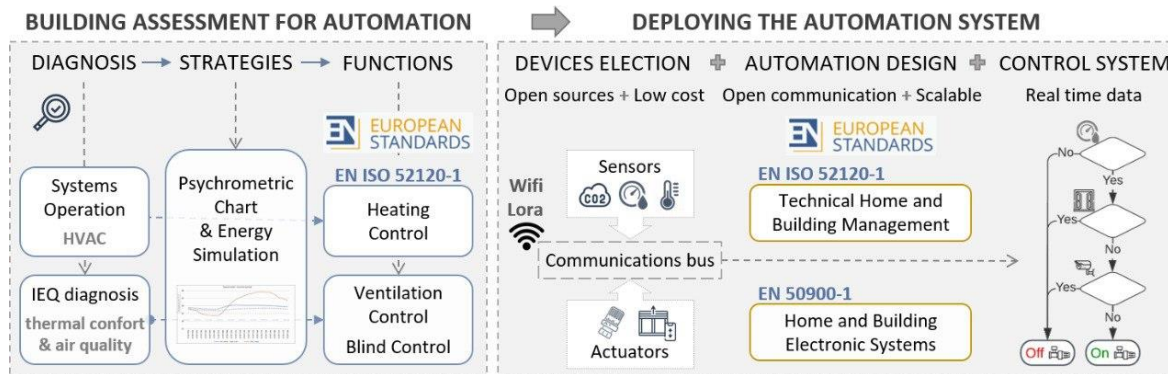 BUILDING ASSESSMENT FOR AUTOMATION
DEPLOYING THE AUTOMATION SYSTEM
DIAGNOSIS
STRATEGIES
FUNCTIONS
EN EUROPEAN
STANDARDS
EN ISO 52120-1
Systems
Operation
HVAC
Psychrometric
Chart
& Energy
Simulation
Heating
Control
IEQ diagnosis
thermal confort
& air quality
Ventilation
Control
Blind Control
DEVICES ELECTION + AUTOMATION DESIGN + CONTROL SYSTEM
Open sources + Low cost
Open communication + Scalable
Real time data
EN EUROPEAN
STANDARDS
Sensors
CO2
Wifi
Lora
Communications bus
Actuators
EN ISO 52120-1
Technical Home and
Building Management
EN 50900-1
Home and Building
Electronic Systems
No
Yes
Yes
No
Yes
No
Off
On